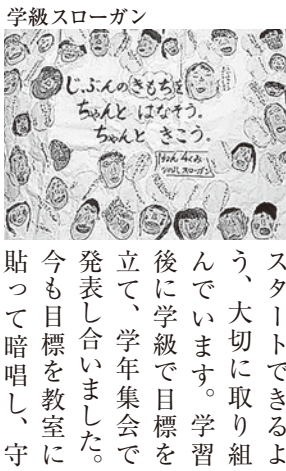 学級スローガン
じぶんのきもちを
ちゃんと はなそう。
ちゃんと きこう。
スタートできるよ
う、大切に取り組
んでいます。学習
後に学級で目標を
立て、学年集会で
発表し合いました。
今も目標を教室に
貼って暗唱し、守